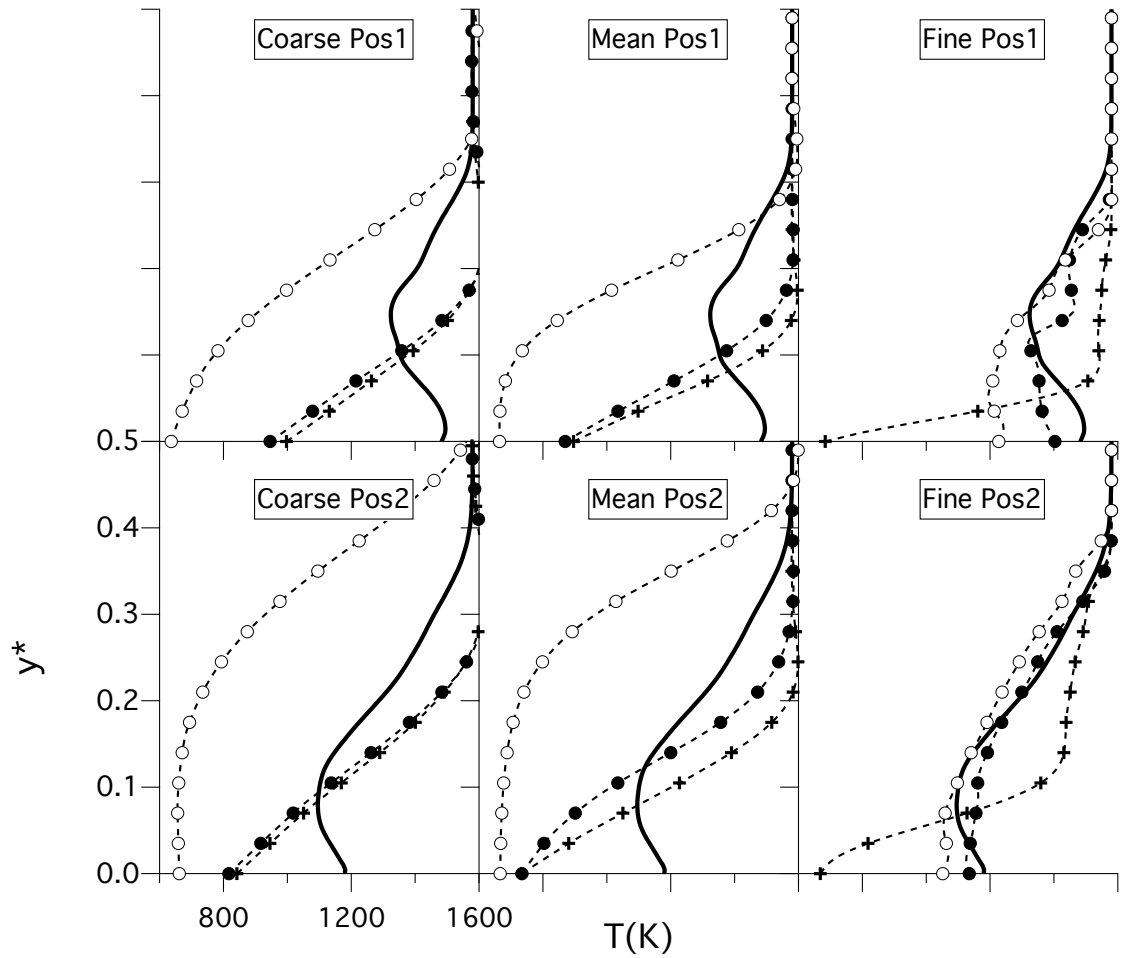 Coarse Pos1
Mean Pos1
Fine Pos1
0.5
Coarse Pos2
Mean Pos2
Fine Pos2
0.4
0.3
y*
0.2
0.1
0.0
800
1200
1600
T(K)